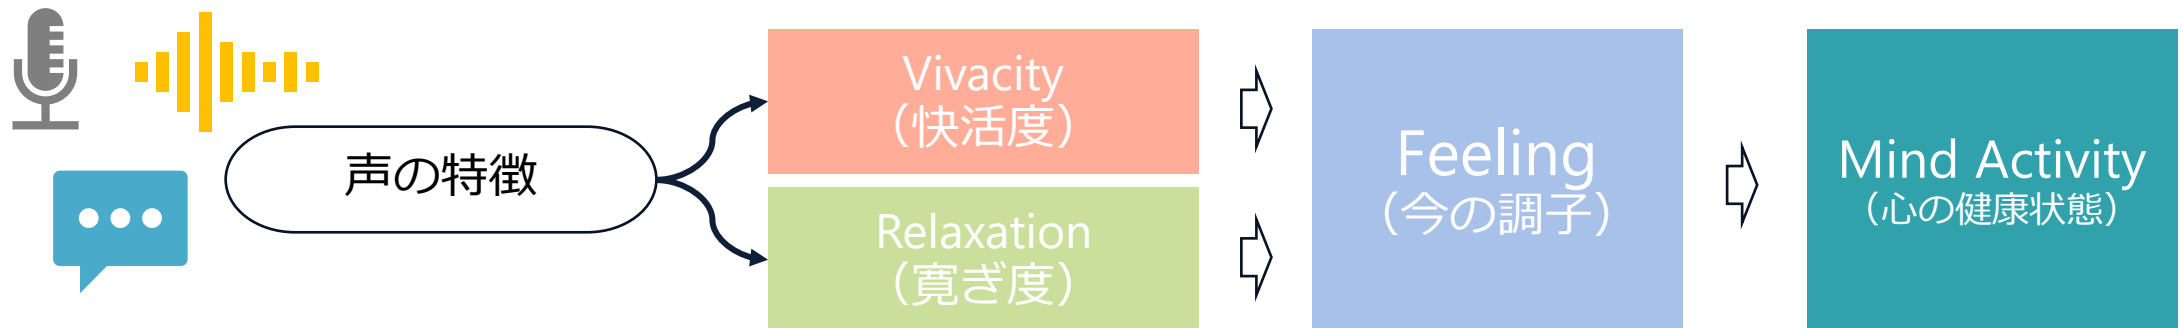 声の特徴
Vivacity
（快活度）
Relaxation
（寛ぎ度）
Feeling
（今の調子）
Mind Activity
（心の健康状態）